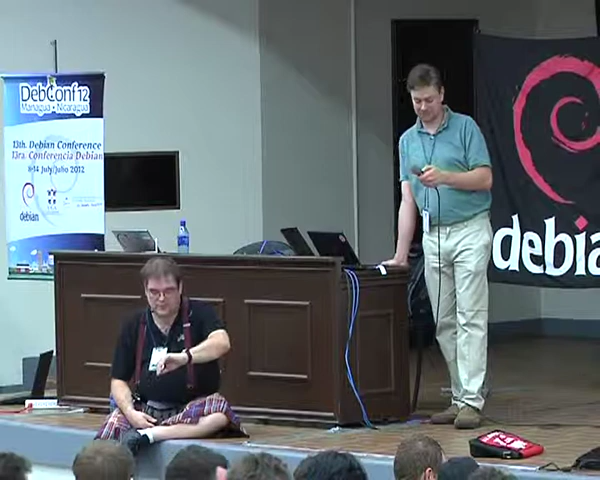 DebConf12
Managua • Nicaragua
13th. Debian Conference
13ra. Conferencia Debian
8-14 July/Julio 2012
debian
debian